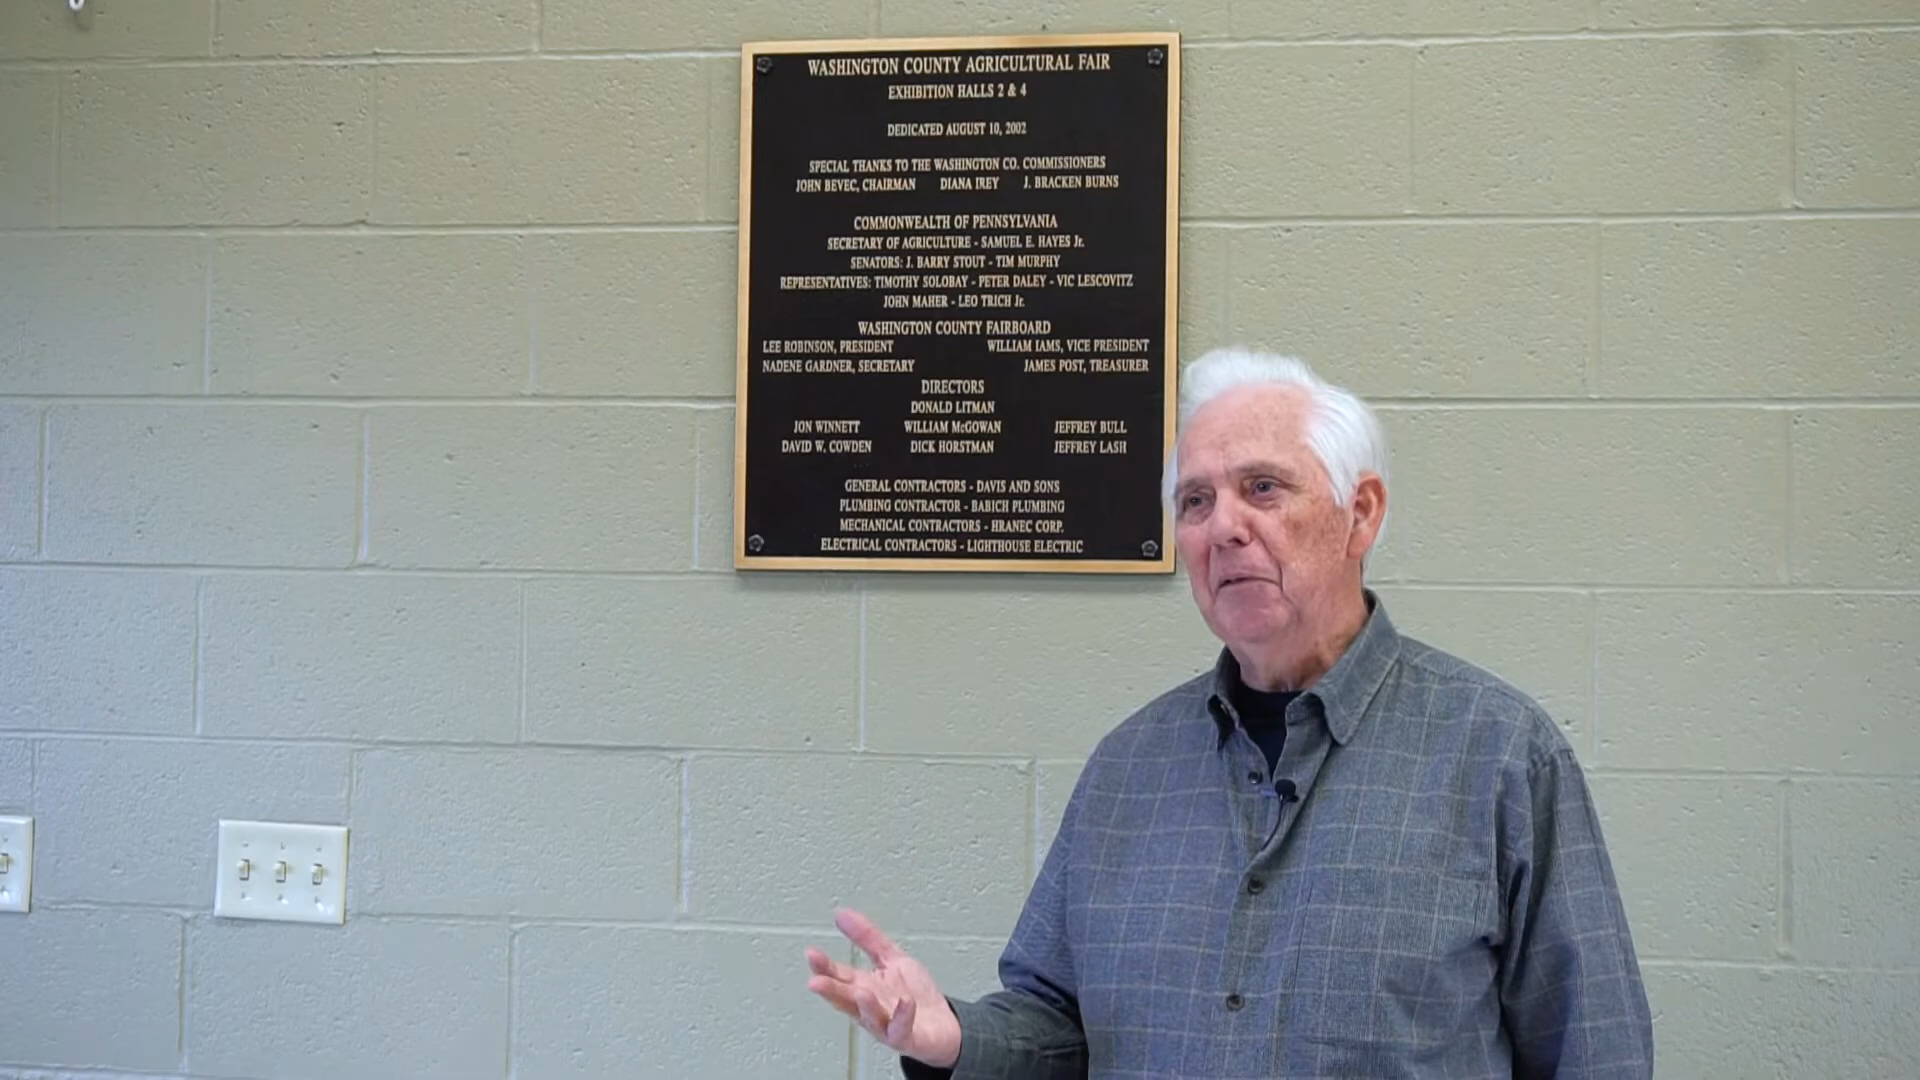 WASHINGTON COUNTY AGRICULTURAL FAIR
EXHIBITION HALLS 2 & 4
DEDICATED AUGUST 10, 2002
SPECIAL THANKS TO THE WASHINGTON CO. COMMISSIONERS
JOHN BEVEC, CHAIRMAN DIANA IREY J. BRACKEN BURNS
COMMONWEALTH OF PENNSYLVANIA
SECRETARY OF AGRICULTURE - SAMUEL E. HAYES Jr.
SENATORS: J. BARRY STOUT - TIM MURPHY
REPRESENTATIVES: TIMOTHY SOLOBAY - PETER DALEY - VIC LESCOVITZ
JOHN MAHER - LEO TRICH Jr.
WASHINGTON COUNTY FAIRBOARD
LEE ROBINSON, PRESIDENT WILLIAM IAMS, VICE PRESIDENT
NADENE GARDNER, SECRETARY JAMES POST, TREASURER
DIRECTORS
DONALD LITMAN
JON WINNETT WILLIAM McGOWAN JEFFREY BULL
DAVID W. COWDEN DICK HORSTMAN JEFFREY LASH
GENERAL CONTRACTORS - DAVIS AND SONS
PLUMBING CONTRACTOR - BABICH PLUMBING
MECHANICAL CONTRACTORS - HRANEC CORP.
ELECTRICAL CONTRACTORS - LIGHTHOUSE ELECTRIC